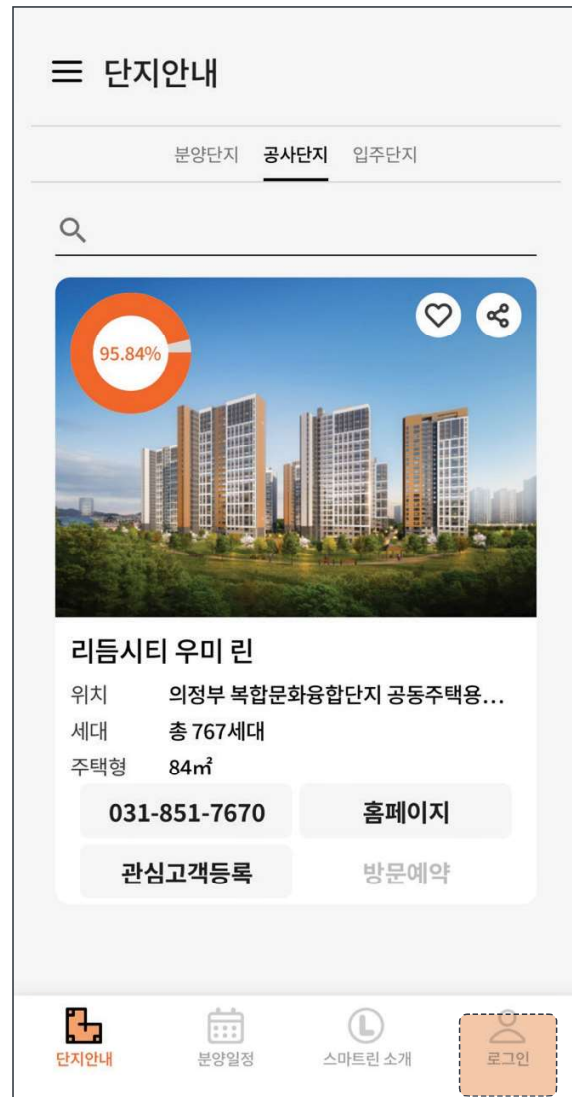 단지안내
분양단지 공사단지 입주단지
95.84%
리듬시티 우미 린
위치 의정부 복합문화융합단지 공동주택용...
세대 총 767세대
주택형 84㎡
031-851-7670 홈페이지
관심고객등록 방문예약
단지안내 분양일정 스마트린 소개 로그인